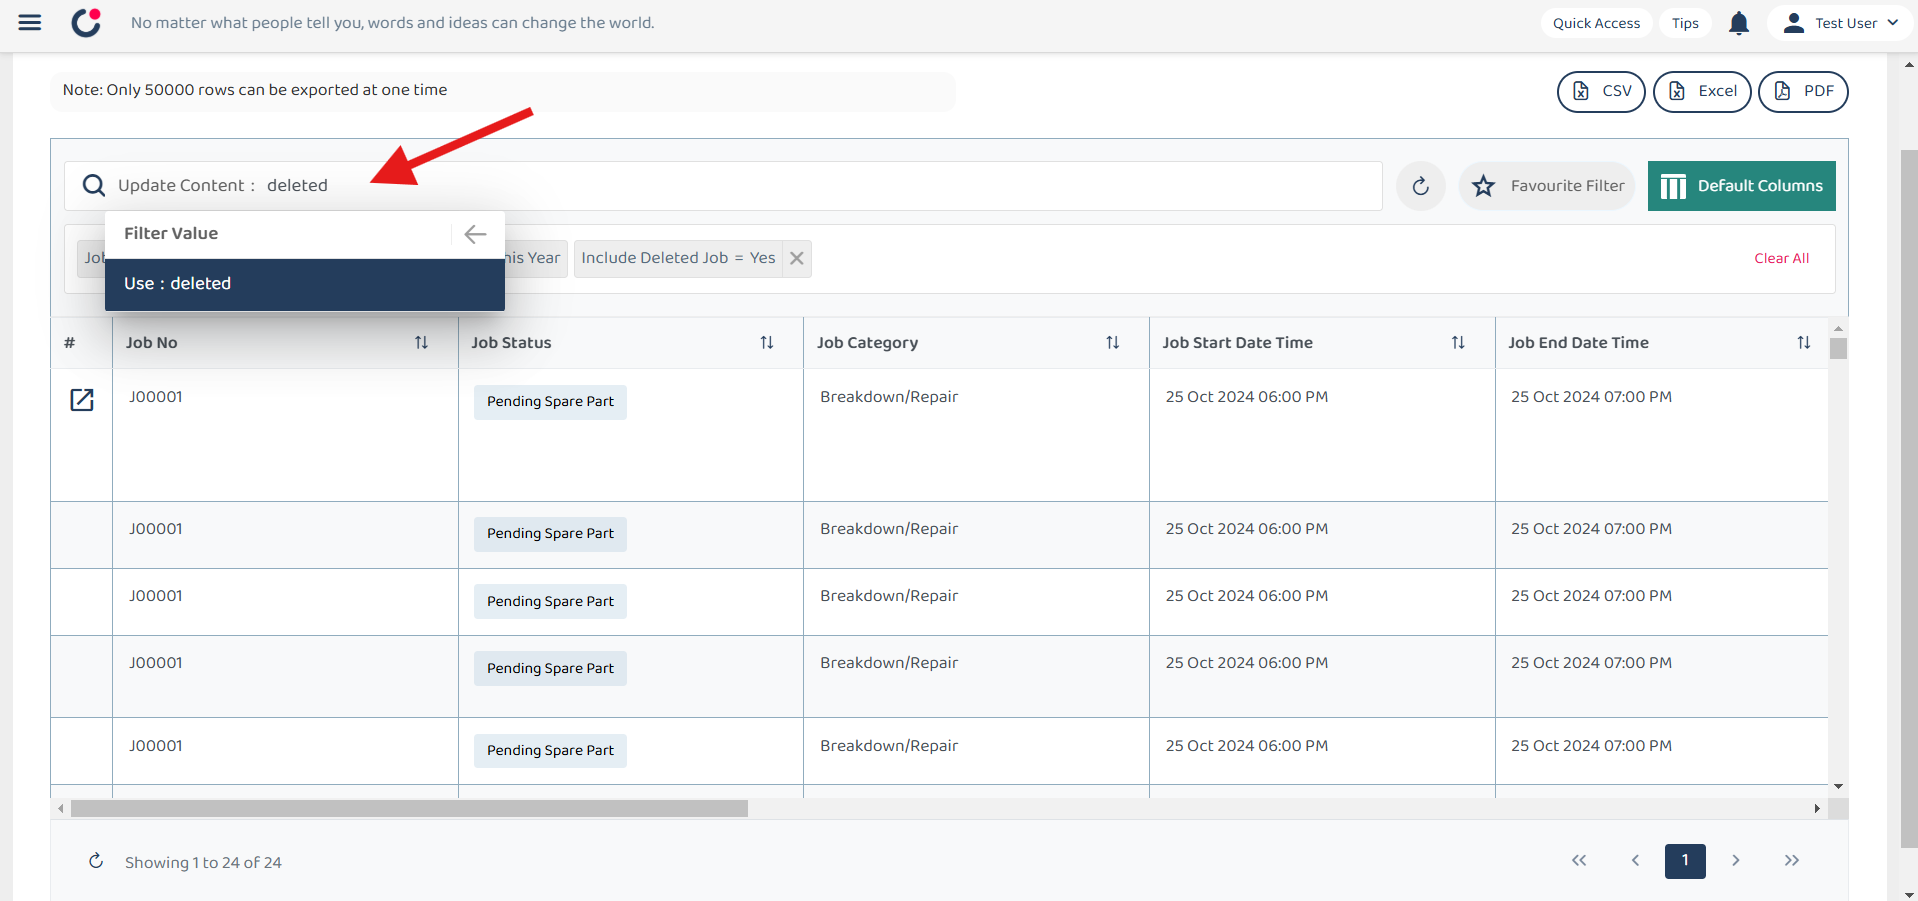 No matter what people tell you, words and ideas can change the world.
Quick Access
Tips
Test User
Note: Only 50000 rows can be exported at one time
CSV
Excel
PDF
Update Content : deleted
Favourite Filter
Default Columns
Filter Value
Use : deleted
his Year
Include Deleted Job = Yes
Clear All
# Job No Job Status Job Category Job Start Date Time Job End Date Time
J00001 Pending Spare Part Breakdown/Repair 25 Oct 2024 06:00 PM 25 Oct 2024 07:00 PM
J00001 Pending Spare Part Breakdown/Repair 25 Oct 2024 06:00 PM 25 Oct 2024 07:00 PM
J00001 Pending Spare Part Breakdown/Repair 25 Oct 2024 06:00 PM 25 Oct 2024 07:00 PM
J00001 Pending Spare Part Breakdown/Repair 25 Oct 2024 06:00 PM 25 Oct 2024 07:00 PM
J00001 Pending Spare Part Breakdown/Repair 25 Oct 2024 06:00 PM 25 Oct 2024 07:00 PM
Showing 1 to 24 of 24
1